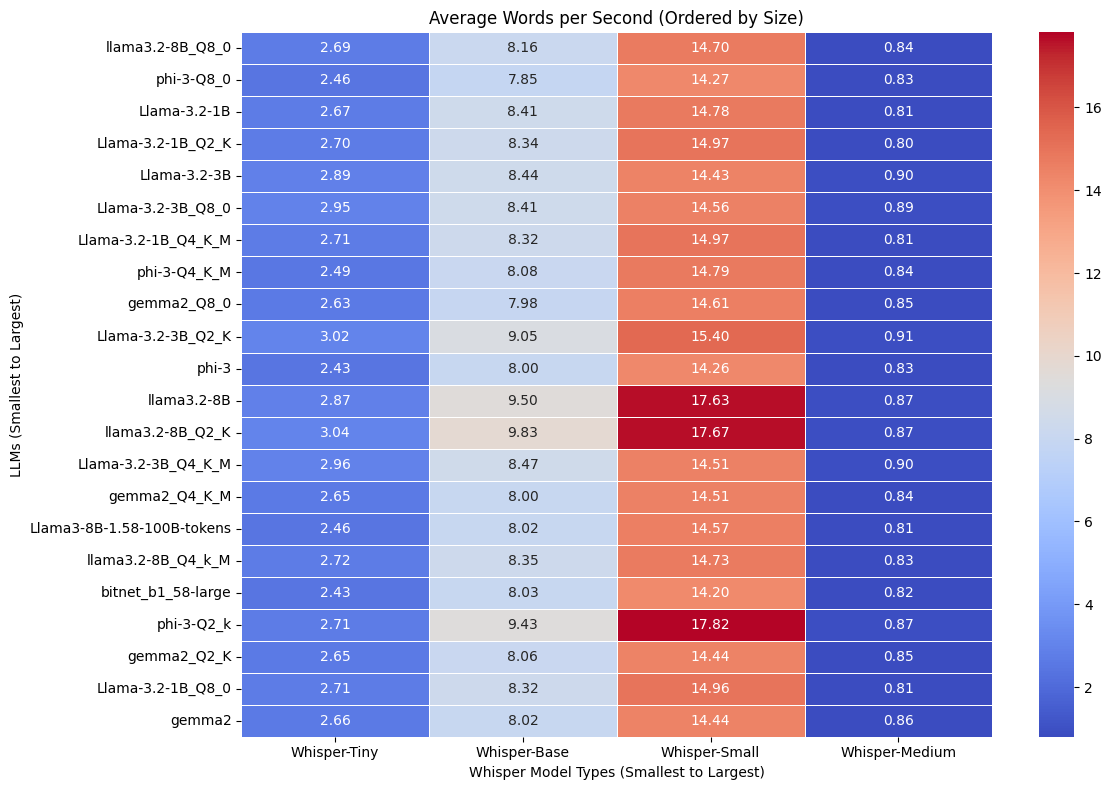 Average Words per Second (Ordered by Size)
LLMs (Smallest to Largest)
llama3.2-8B_Q8_0 2.69 8.16 14.70 0.84
phi-3-Q8_0 2.46 7.85 14.27 0.83
Llama-3.2-1B 2.67 8.41 14.78 0.81
Llama-3.2-1B_Q2_K 2.70 8.34 14.97 0.80
Llama-3.2-3B 2.89 8.44 14.43 0.90
Llama-3.2-3B_Q8_0 2.95 8.41 14.56 0.89
Llama-3.2-1B_Q4_K_M 2.71 8.32 14.97 0.81
phi-3-Q4_K_M 2.49 8.08 14.79 0.84
gemma2_Q8_0 2.63 7.98 14.61 0.85
Llama-3.2-3B_Q2_K 3.02 9.05 15.40 0.91
phi-3 2.43 8.00 14.26 0.83
llama3.2-8B 2.87 9.50 17.63 0.87
llama3.2-8B_Q2_K 3.04 9.83 17.67 0.87
Llama-3.2-3B_Q4_K_M 2.96 8.47 14.51 0.90
gemma2_Q4_K_M 2.65 8.00 14.51 0.84
Llama3-8B-1.58-100B-tokens 2.46 8.02 14.57 0.81
llama3.2-8B_Q4_k_M 2.72 8.35 14.73 0.83
bitnet_b1_58-large 2.43 8.03 14.20 0.82
phi-3-Q2_k 2.71 9.43 17.82 0.87
gemma2_Q2_K 2.65 8.06 14.44 0.85
Llama-3.2-1B_Q8_0 2.71 8.32 14.96 0.81
gemma2 2.66 8.02 14.44 0.86
Whisper-Tiny Whisper-Base Whisper-Small Whisper-Medium
Whisper Model Types (Smallest to Largest)
16
14
12
10
8
6
4
2